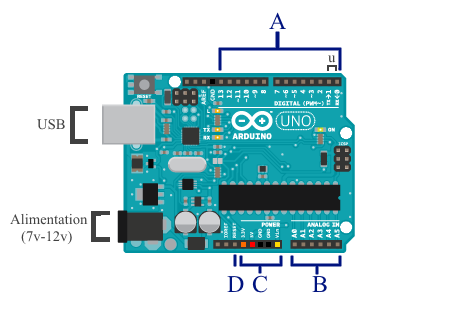 A
u
RESET
AREF
GND
13
12
~11
~10
~9
8
7
~6
~5
4
~3
2
TX→1
RX←0
DIGITAL (PWM~)
USB
L
TX
RX
ARDUINO
UNO
ON
ICSP
Alimentation
(7v-12v)
POWER
ANALOG IN
IOREF
RESET
3.3V
5V
GND
GND
Vin
A0
A1
A2
A3
A4
A5
D
C
B